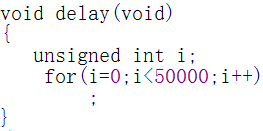 void delay(void)
{
unsigned int i;
for(i=0;i<50000;i++)
;
}